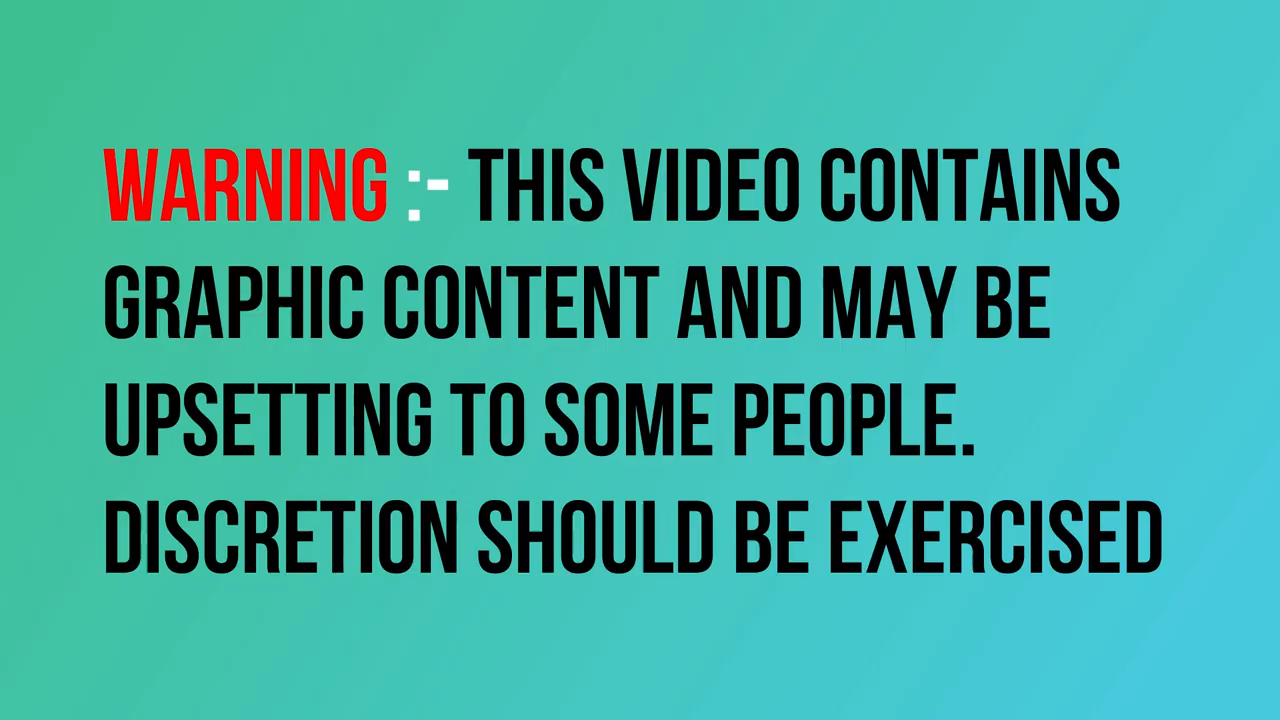 WARNING :- THIS VIDEO CONTAINS
GRAPHIC CONTENT AND MAY BE
UPSETTING TO SOME PEOPLE.
DISCRETION SHOULD BE EXERCISED